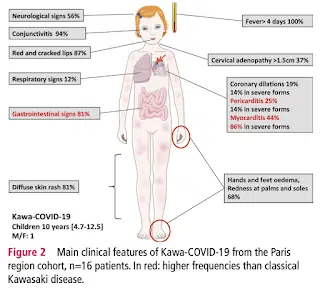 Neurological signs 56%
Fever> 4 days 100%
Conjunctivitis 94%
Red and cracked lips 87%
Cervical adenopathy >1.5cm 37%
Respiratory signs 12%
Coronary dilations 19%
14% in severe forms
Pericarditis 25%
14% in severe forms
Myocarditis 44%
86% in severe forms
Gastrointestinal signs 81%
Diffuse skin rash 81%
Hands and feet oedema,
Redness at palms and soles
68%
Kawa-COVID-19
Children 10 years [4.7-12.5]
M/F: 1
Figure 2 Main clinical features of Kawa-COVID-19 from the Paris
region cohort, n=16 patients. In red: higher frequencies than classical
Kawasaki disease.